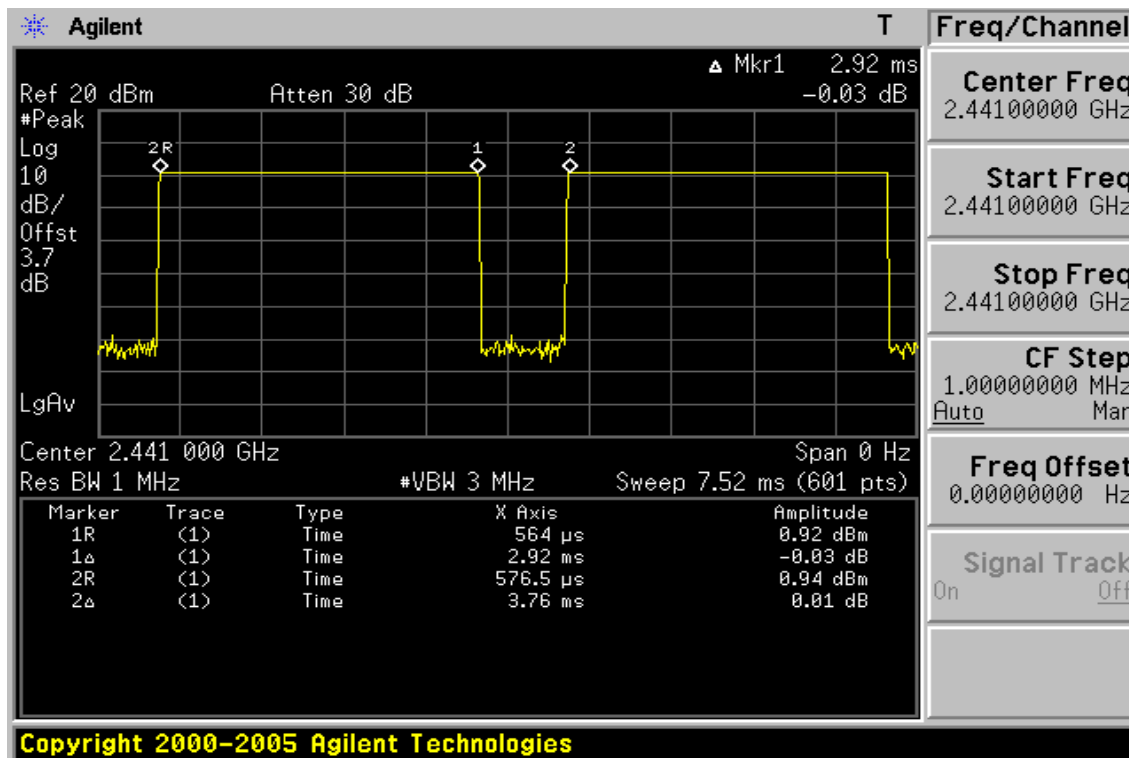 Agilent T
Freq/Channel
▵ Mkr1 2.92 ms
Ref 20 dBm Atten 30 dB −0.03 dB
#Peak
Log
10
dB/
Offst
3.7
dB
LgAv
2R 1 2
Center 2.441 000 GHz Span 0 Hz
Res BW 1 MHz #VBW 3 MHz Sweep 7.52 ms (601 pts)
Marker Trace Type X Axis Amplitude
1R (1) Time 564 µs 0.92 dBm
1▵ (1) Time 2.92 ms −0.03 dB
2R (1) Time 576.5 µs 0.94 dBm
2▵ (1) Time 3.76 ms 0.01 dB
Center Freq
2.44100000 GHz
Start Freq
2.44100000 GHz
Stop Freq
2.44100000 GHz
CF Step
1.00000000 MHz
Auto Man
Freq Offset
0.00000000 Hz
Signal Track
On Off
Copyright 2000–2005 Agilent Technologies